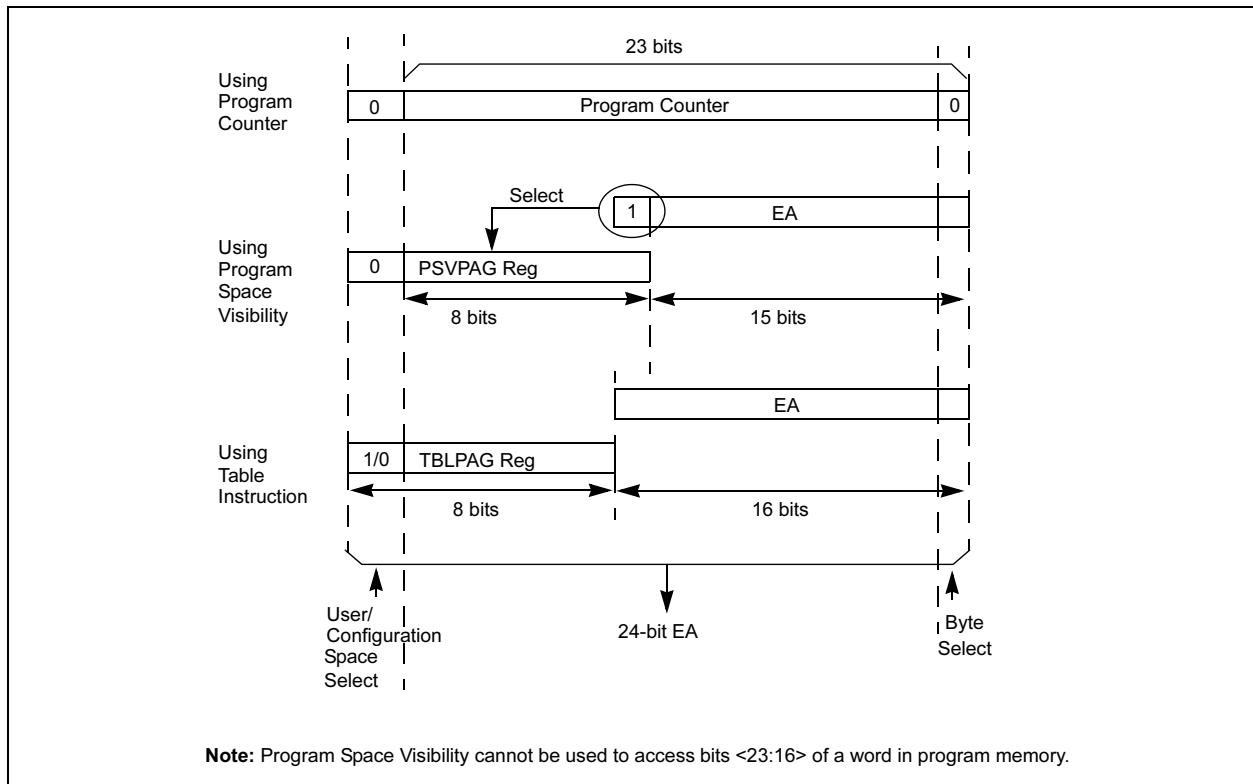 23 bits
Using
Program
Counter
0
Program Counter
0
Select
1
EA
Using
Program
Space
Visibility
0
PSVPAG Reg
8 bits
15 bits
EA
Using
Table
Instruction
1/0
TBLPAG Reg
8 bits
16 bits
User/
Configuration
Space
Select
24-bit EA
Byte
Select
Note: Program Space Visibility cannot be used to access bits <23:16> of a word in program memory.